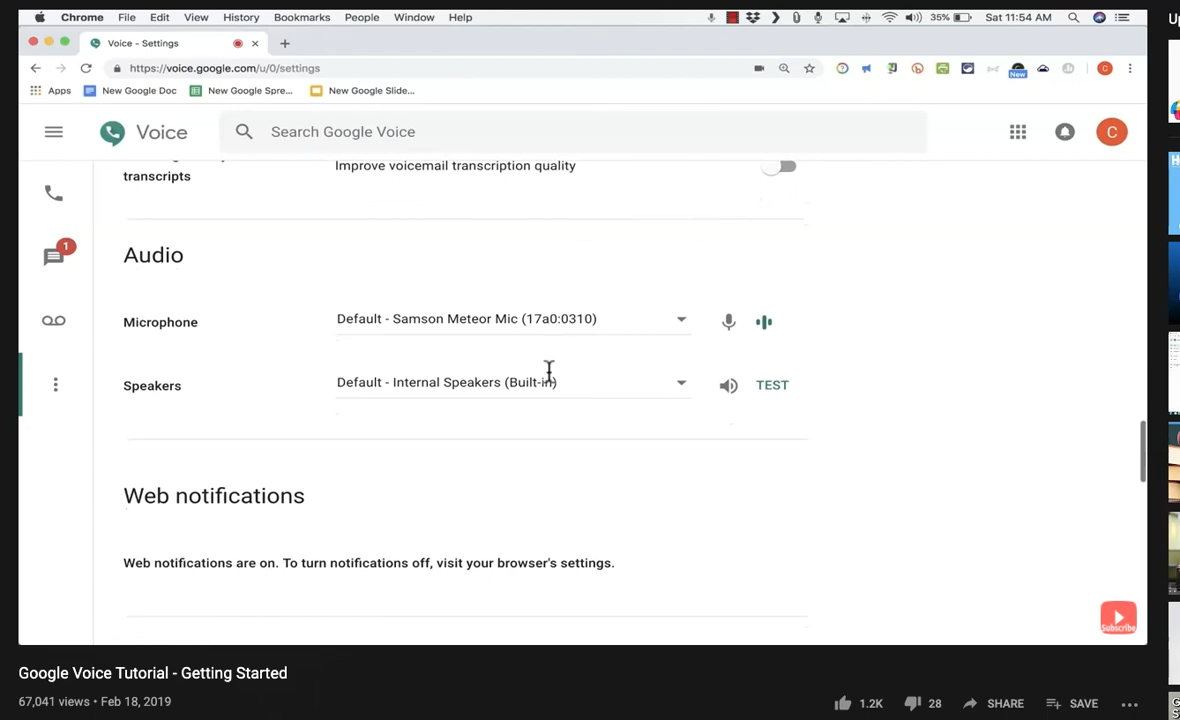 Chrome File Edit View History Bookmarks People Window Help 35% Sat 11:54 AM
Voice - Settings
https://voice.google.com/u/0/settings
New
C
Apps New Google Doc New Google Spre... New Google Slide...
Voice Search Google Voice C
Improve voicemail transcription quality
transcripts
1
Audio
Microphone Default - Samson Meteor Mic (17a0:0310)
Speakers Default - Internal Speakers (Built-in) TEST
Web notifications
Web notifications are on. To turn notifications off, visit your browser's settings.
Subscribe
Google Voice Tutorial - Getting Started
67,041 views • Feb 18, 2019 1.2K 28 SHARE SAVE